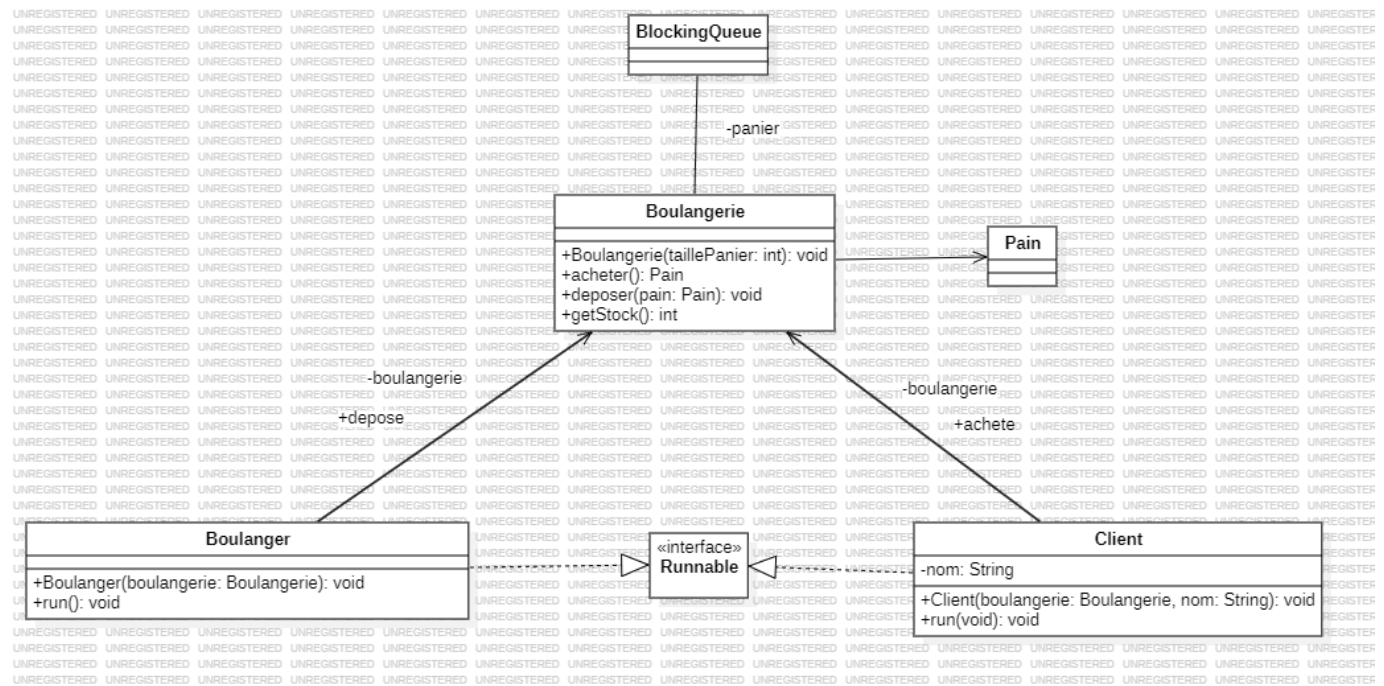 BlockingQueue
-panier
Boulangerie
+Boulangerie(taillePanier: int): void
+acheter(): Pain
+deposer(pain: Pain): void
+getStock(): int
Pain
-boulangerie
+depose
-boulangerie
+achete
Boulanger
+Boulanger(boulangerie: Boulangerie): void
+run(): void
«interface»
Runnable
Client
-nom: String
+Client(boulangerie: Boulangerie, nom: String): void
+run(void): void
UNREGISTERED